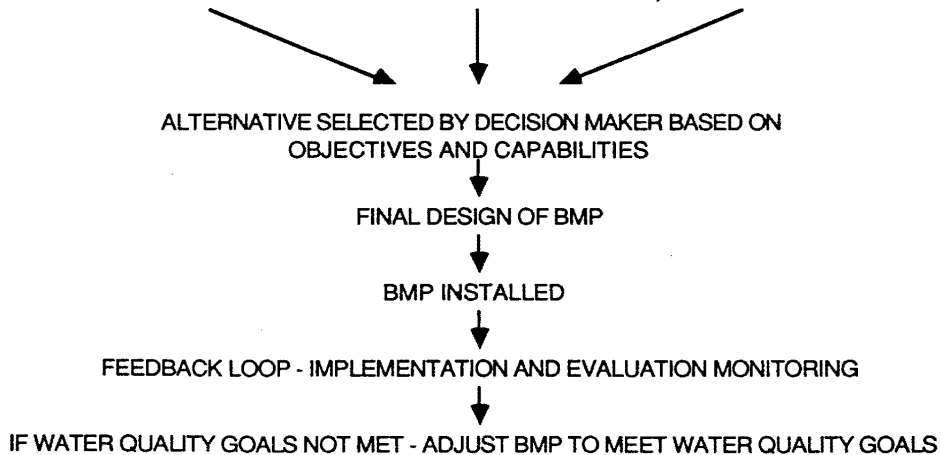 ALTERNATIVE SELECTED BY DECISION MAKER BASED ON
OBJECTIVES AND CAPABILITIES
FINAL DESIGN OF BMP
BMP INSTALLED
FEEDBACK LOOP - IMPLEMENTATION AND EVALUATION MONITORING
IF WATER QUALITY GOALS NOT MET - ADJUST BMP TO MEET WATER QUALITY GOALS